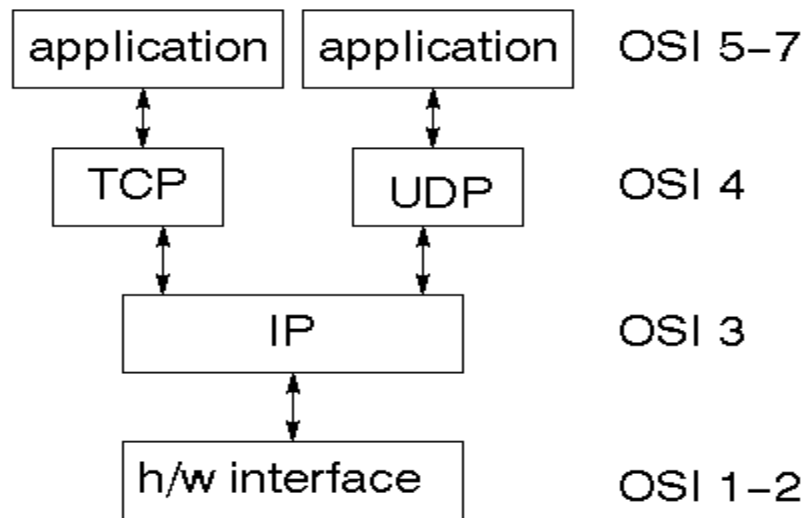 application application OSI 5-7
TCP UDP OSI 4
IP OSI 3
h/w interface OSI 1-2